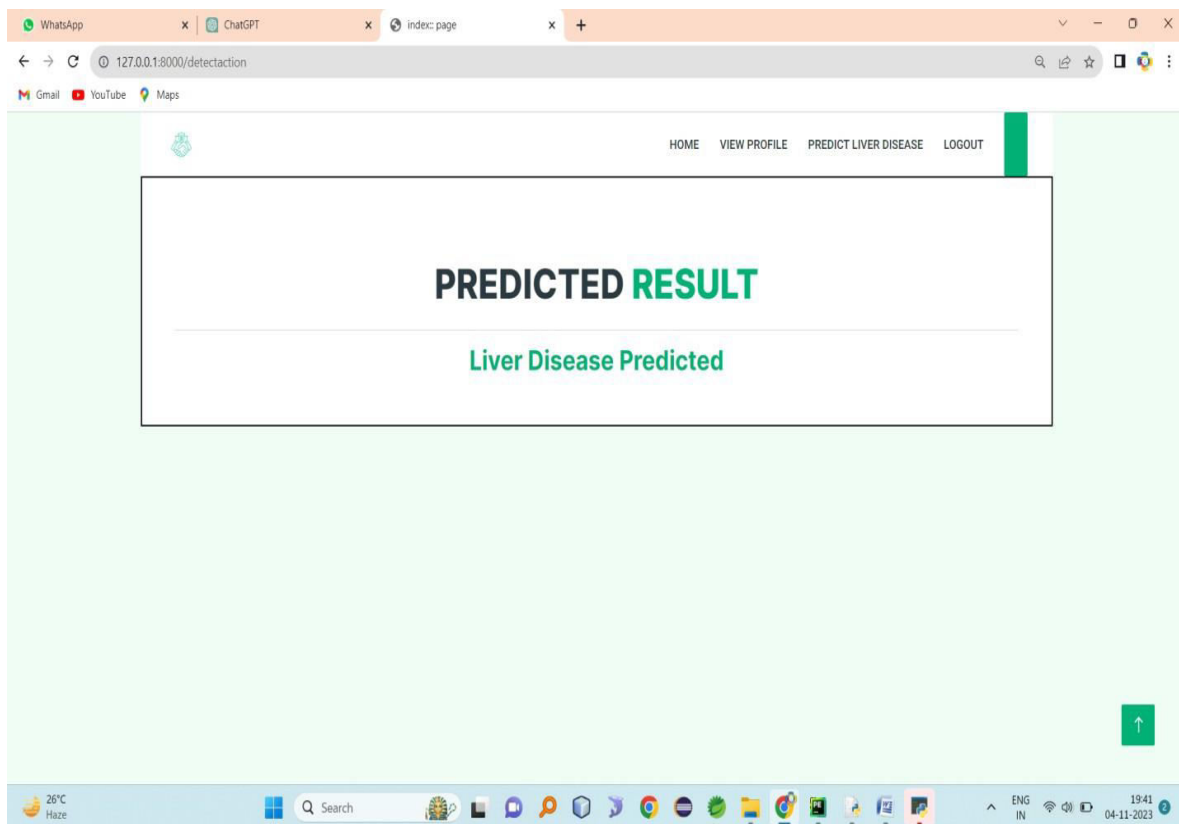 WhatsApp
ChatGPT
index:: page
127.0.0.1:8000/detectaction
Gmail
YouTube
Maps
HOME
VIEW PROFILE
PREDICT LIVER DISEASE
LOGOUT
PREDICTED RESULT
Liver Disease Predicted
26°C
Haze
Search
ENG
IN
19:41
04-11-2023
2